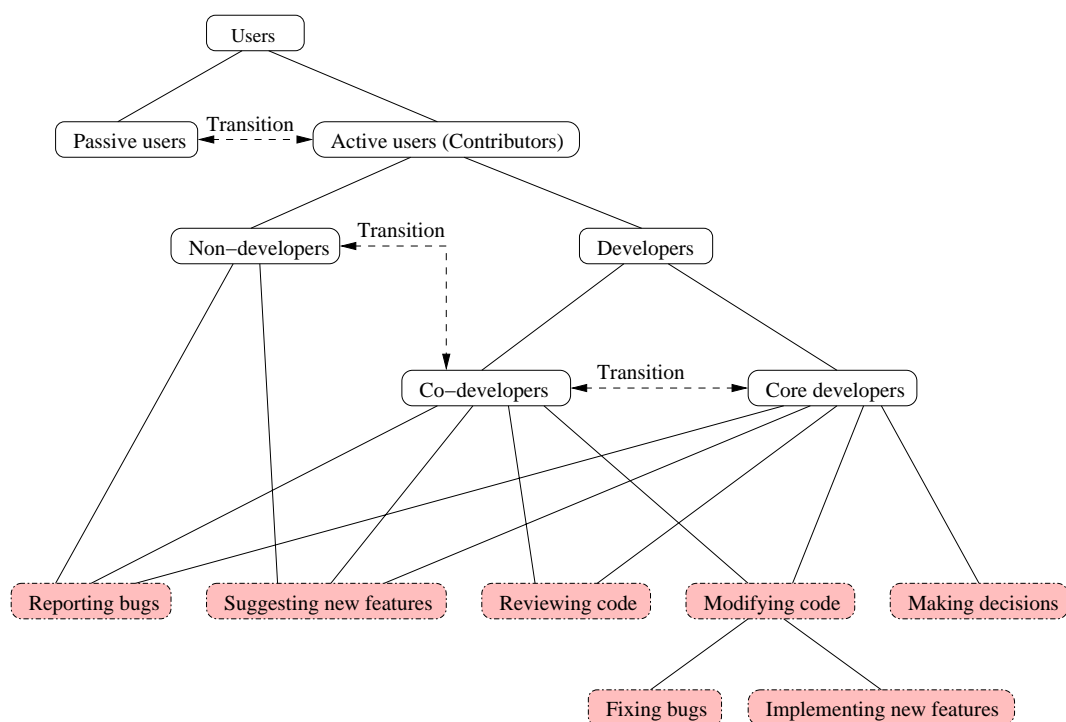 Users
Transition
Passive users
Active users (Contributors)
Transition
Non−developers
Developers
Transition
Co−developers
Core developers
Reporting bugs
Suggesting new features
Reviewing code
Modifying code
Making decisions
Fixing bugs
Implementing new features